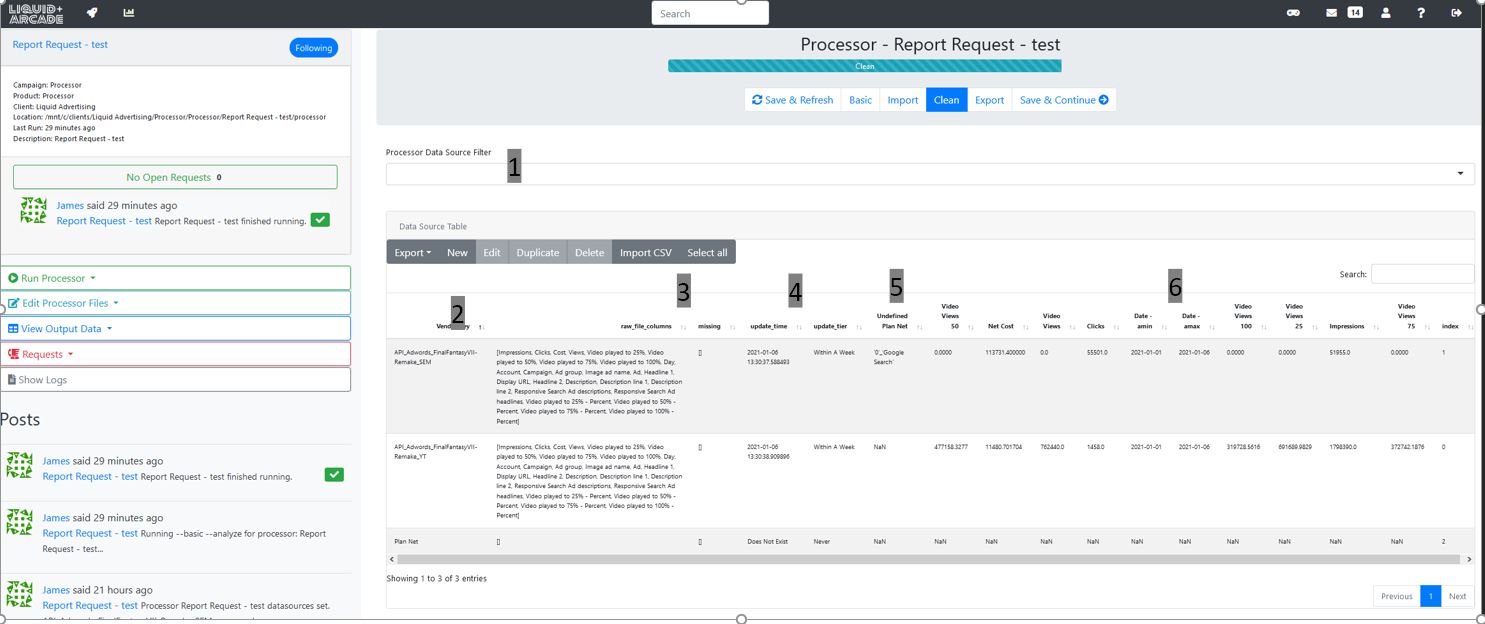 LIQUID+
ARCADE
Search
14
?
Report Request - test
Following
Campaign: Processor
Product: Processor
Client: Liquid Advertising
Location: /mnt/c/clients/Liquid Advertising/Processor/Processor/Report Request - test/processor
Last Run: 29 minutes ago
Description: Report Request - test
No Open Requests 0
James said 29 minutes ago
Report Request - test Report Request - test finished running.
Run Processor
Edit Processor Files
View Output Data
Requests
Show Logs
Posts
James said 29 minutes ago
Report Request - test Report Request - test finished running.
James said 29 minutes ago
Report Request - test Running --basic --analyze for processor: Report
Request - test...
James said 21 hours ago
Report Request - test Processor Report Request - test datasources set.
Processor - Report Request - test
Clean
Save & Refresh Basic Import Clean Export Save & Continue
Processor Data Source Filter
1
Data Source Table
Export New Edit Duplicate Delete Import CSV Select all
Search:
2 3 4 5 6
raw_file_columns missing update_time update_tier Undefined Plan Net Video Views 50 Net Cost Video Views Clicks Date - amin Date - amax Video Views 100 Video Views 25 Impressions Video Views 75 index
API_Adwords_FinalFantasyVII-
Remake_SEM
[Impressions, Clicks, Cost, Views, Video played to 25%, Video
played to 50%, Video played to 75%, Video played to 100%, Day,
Account, Campaign, Ad group, Image ad name, Ad, Headline 1,
Display URL, Headline 2, Description, Description line 1, Description
line 2, Responsive Search Ad descriptions, Responsive Search Ad
headlines, Video played to 25% - Percent, Video played to 50% -
Percent, Video played to 75% - Percent, Video played to 100% -
Percent]
[] 2021-01-06 13:30:37.588493 Within A Week '0'_'Google Search' 0.0000 113731.400000 0.0 55501.0 2021-01-01 2021-01-06 0.0000 0.0000 51955.0 0.0000 1
API_Adwords_FinalFantasyVII-
Remake_YT
[Impressions, Clicks, Cost, Views, Video played to 25%, Video
played to 50%, Video played to 75%, Video played to 100%, Day,
Account, Campaign, Ad group, Image ad name, Ad, Headline 1,
Display URL, Headline 2, Description, Description line 1, Description
line 2, Responsive Search Ad descriptions, Responsive Search Ad
headlines, Video played to 25% - Percent, Video played to 50% -
Percent, Video played to 75% - Percent, Video played to 100% -
Percent]
[] 2021-01-06 13:30:38.909896 Within A Week NaN 477158.3277 11480.701704 762440.0 1458.0 2021-01-01 2021-01-06 319728.5616 691689.9829 1798390.0 372742.1876 0
Plan Net [] [] Does Not Exist Never NaN NaN NaN NaN NaN NaN NaN NaN NaN NaN NaN 2
Showing 1 to 3 of 3 entries
Previous 1 Next